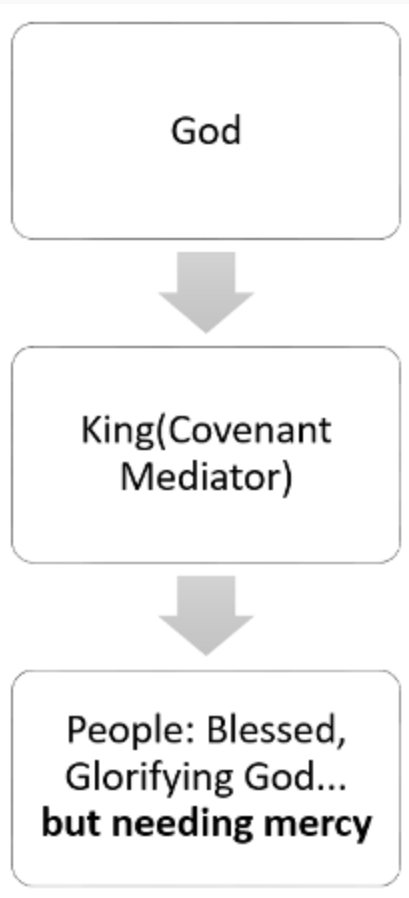 God
King(Covenant
Mediator)
People: Blessed,
Glorifying God...
but needing mercy